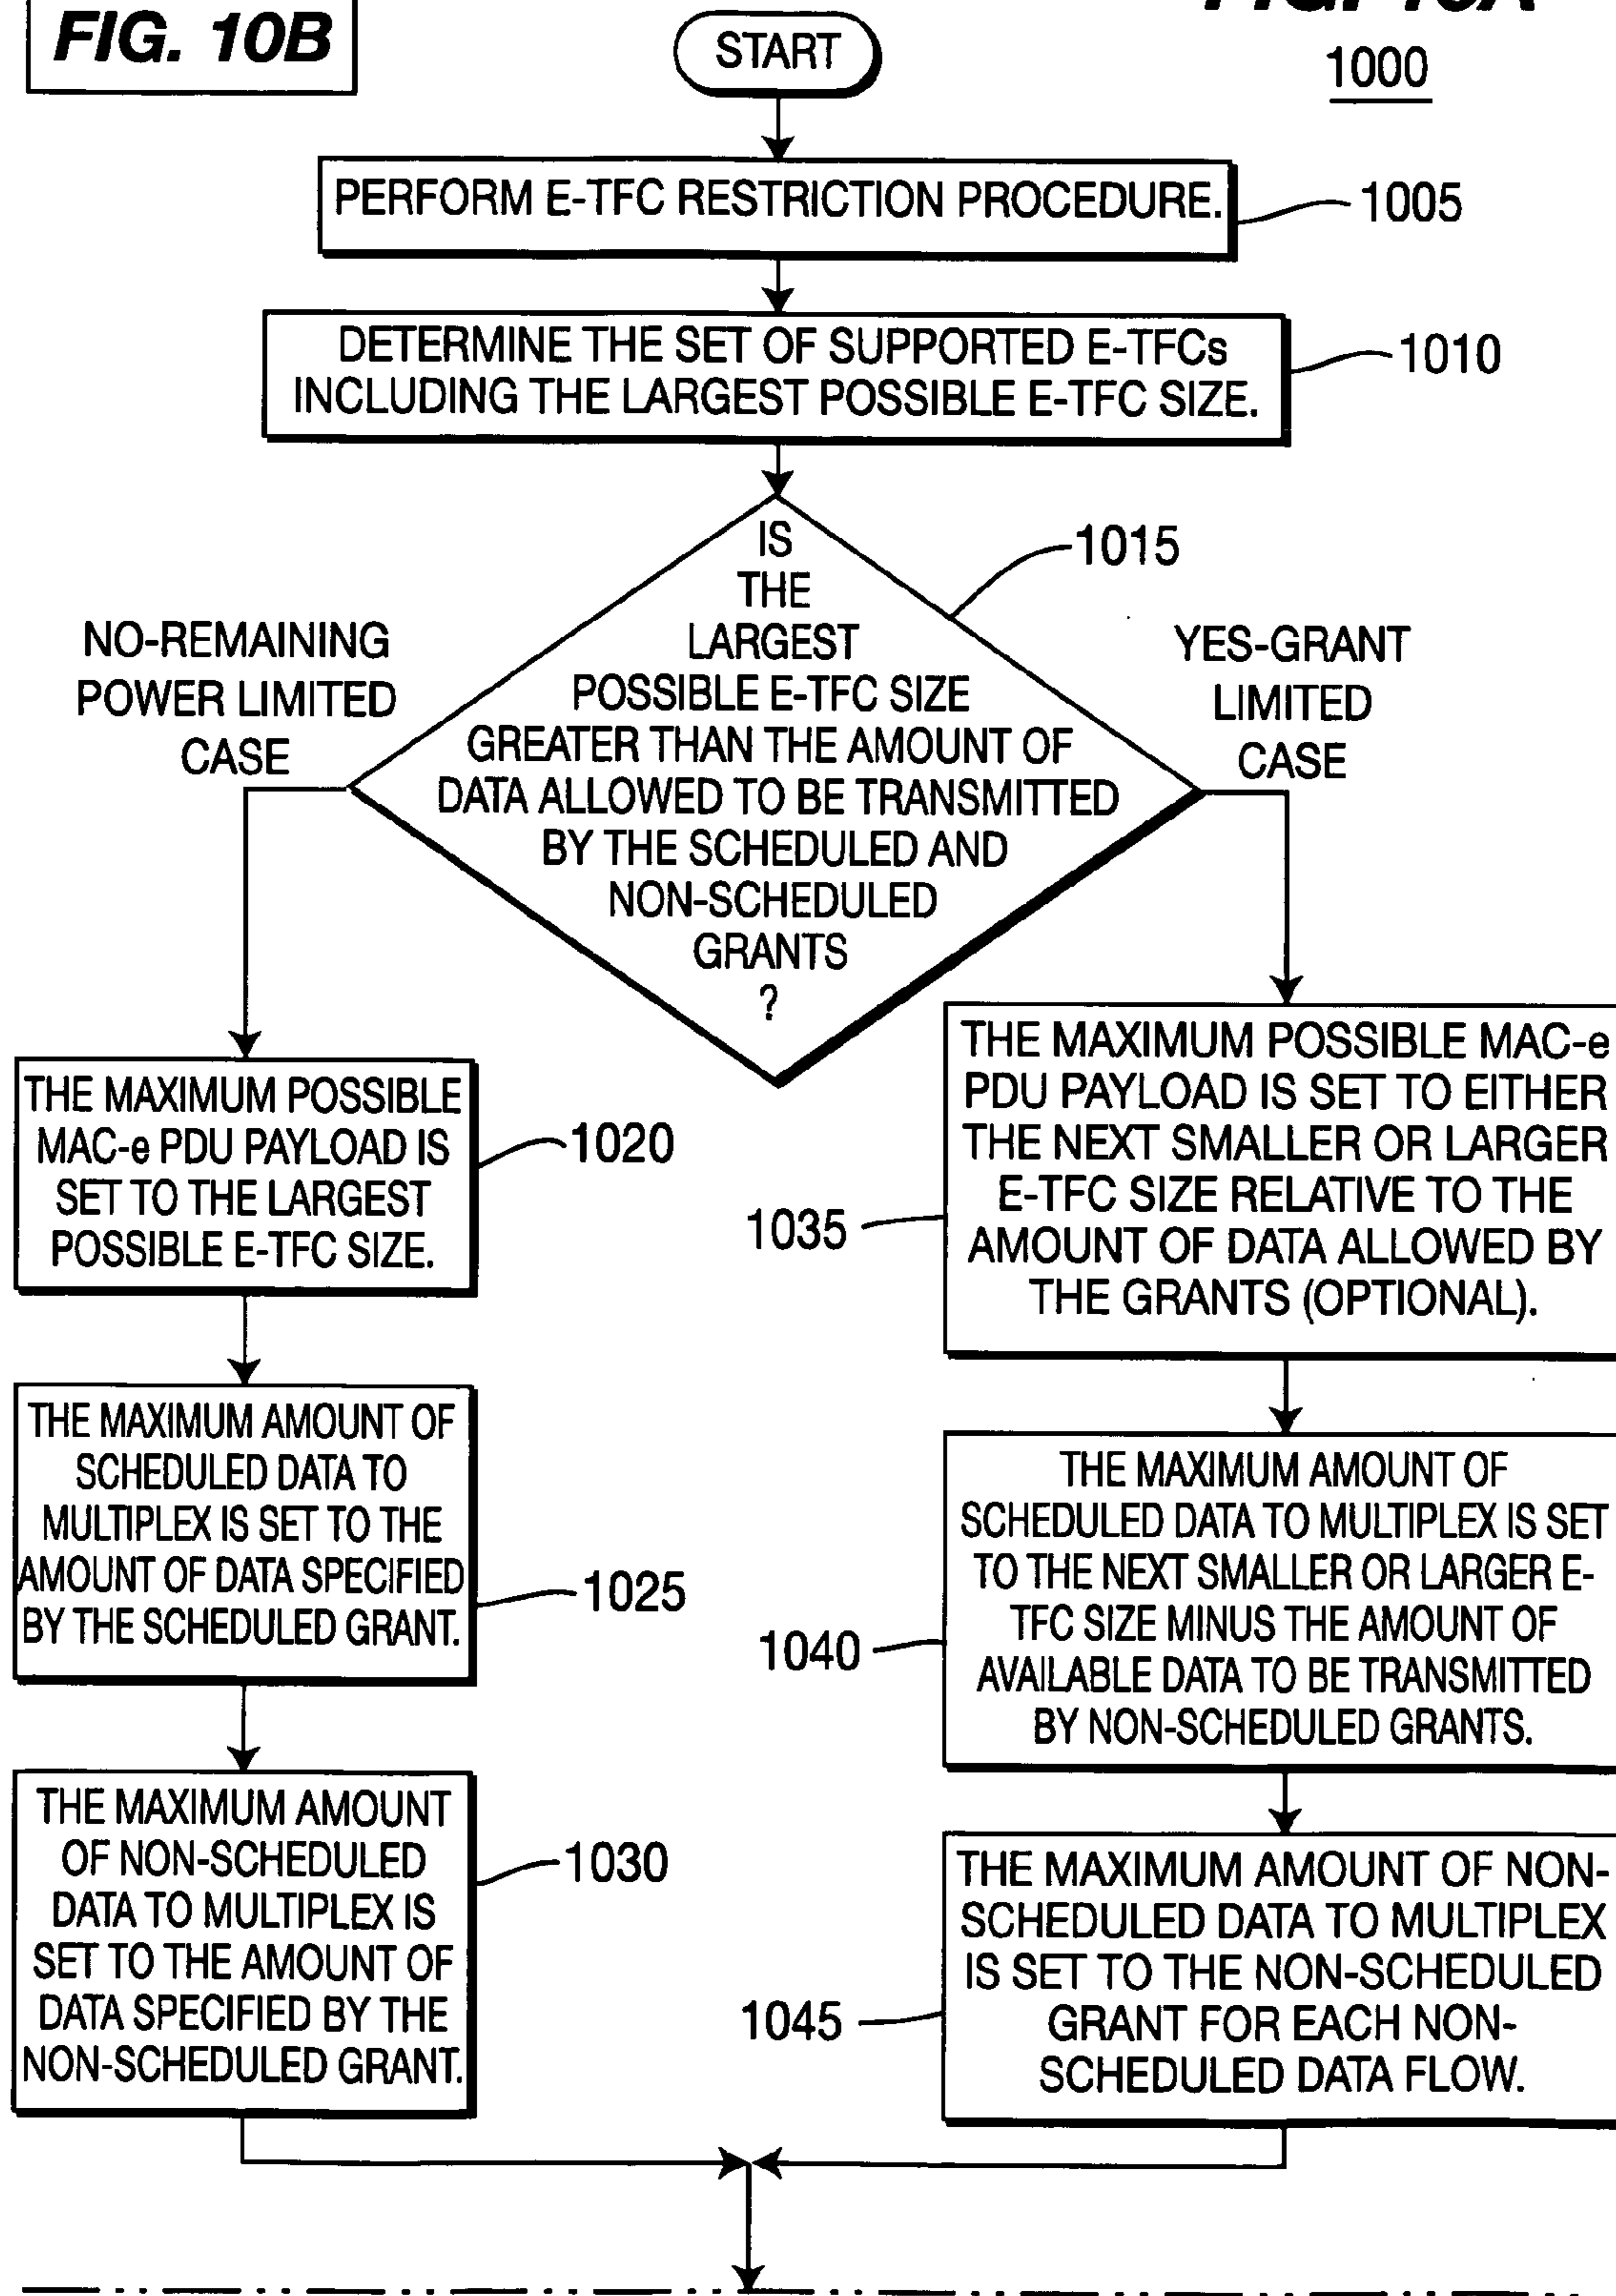 FIG. 10B
FIG. 10A
1000
START
PERFORM E-TFC RESTRICTION PROCEDURE.
1005
DETERMINE THE SET OF SUPPORTED E-TFCs
INCLUDING THE LARGEST POSSIBLE E-TFC SIZE.
1010
IS
THE
LARGEST
POSSIBLE E-TFC SIZE
GREATER THAN THE AMOUNT OF
DATA ALLOWED TO BE TRANSMITTED
BY THE SCHEDULED AND
NON-SCHEDULED
GRANTS
?
1015
NO-REMAINING
POWER LIMITED
CASE
YES-GRANT
LIMITED
CASE
THE MAXIMUM POSSIBLE
MAC-e PDU PAYLOAD IS
SET TO THE LARGEST
POSSIBLE E-TFC SIZE.
1020
THE MAXIMUM AMOUNT OF
SCHEDULED DATA TO
MULTIPLEX IS SET TO THE
AMOUNT OF DATA SPECIFIED
BY THE SCHEDULED GRANT.
1025
THE MAXIMUM AMOUNT
OF NON-SCHEDULED
DATA TO MULTIPLEX IS
SET TO THE AMOUNT OF
DATA SPECIFIED BY THE
NON-SCHEDULED GRANT.
1030
THE MAXIMUM POSSIBLE MAC-e
PDU PAYLOAD IS SET TO EITHER
THE NEXT SMALLER OR LARGER
E-TFC SIZE RELATIVE TO THE
AMOUNT OF DATA ALLOWED BY
THE GRANTS (OPTIONAL).
1035
THE MAXIMUM AMOUNT OF
SCHEDULED DATA TO MULTIPLEX IS SET
TO THE NEXT SMALLER OR LARGER E-
TFC SIZE MINUS THE AMOUNT OF
AVAILABLE DATA TO BE TRANSMITTED
BY NON-SCHEDULED GRANTS.
1040
THE MAXIMUM AMOUNT OF NON-
SCHEDULED DATA TO MULTIPLEX
IS SET TO THE NON-SCHEDULED
GRANT FOR EACH NON-
SCHEDULED DATA FLOW.
1045